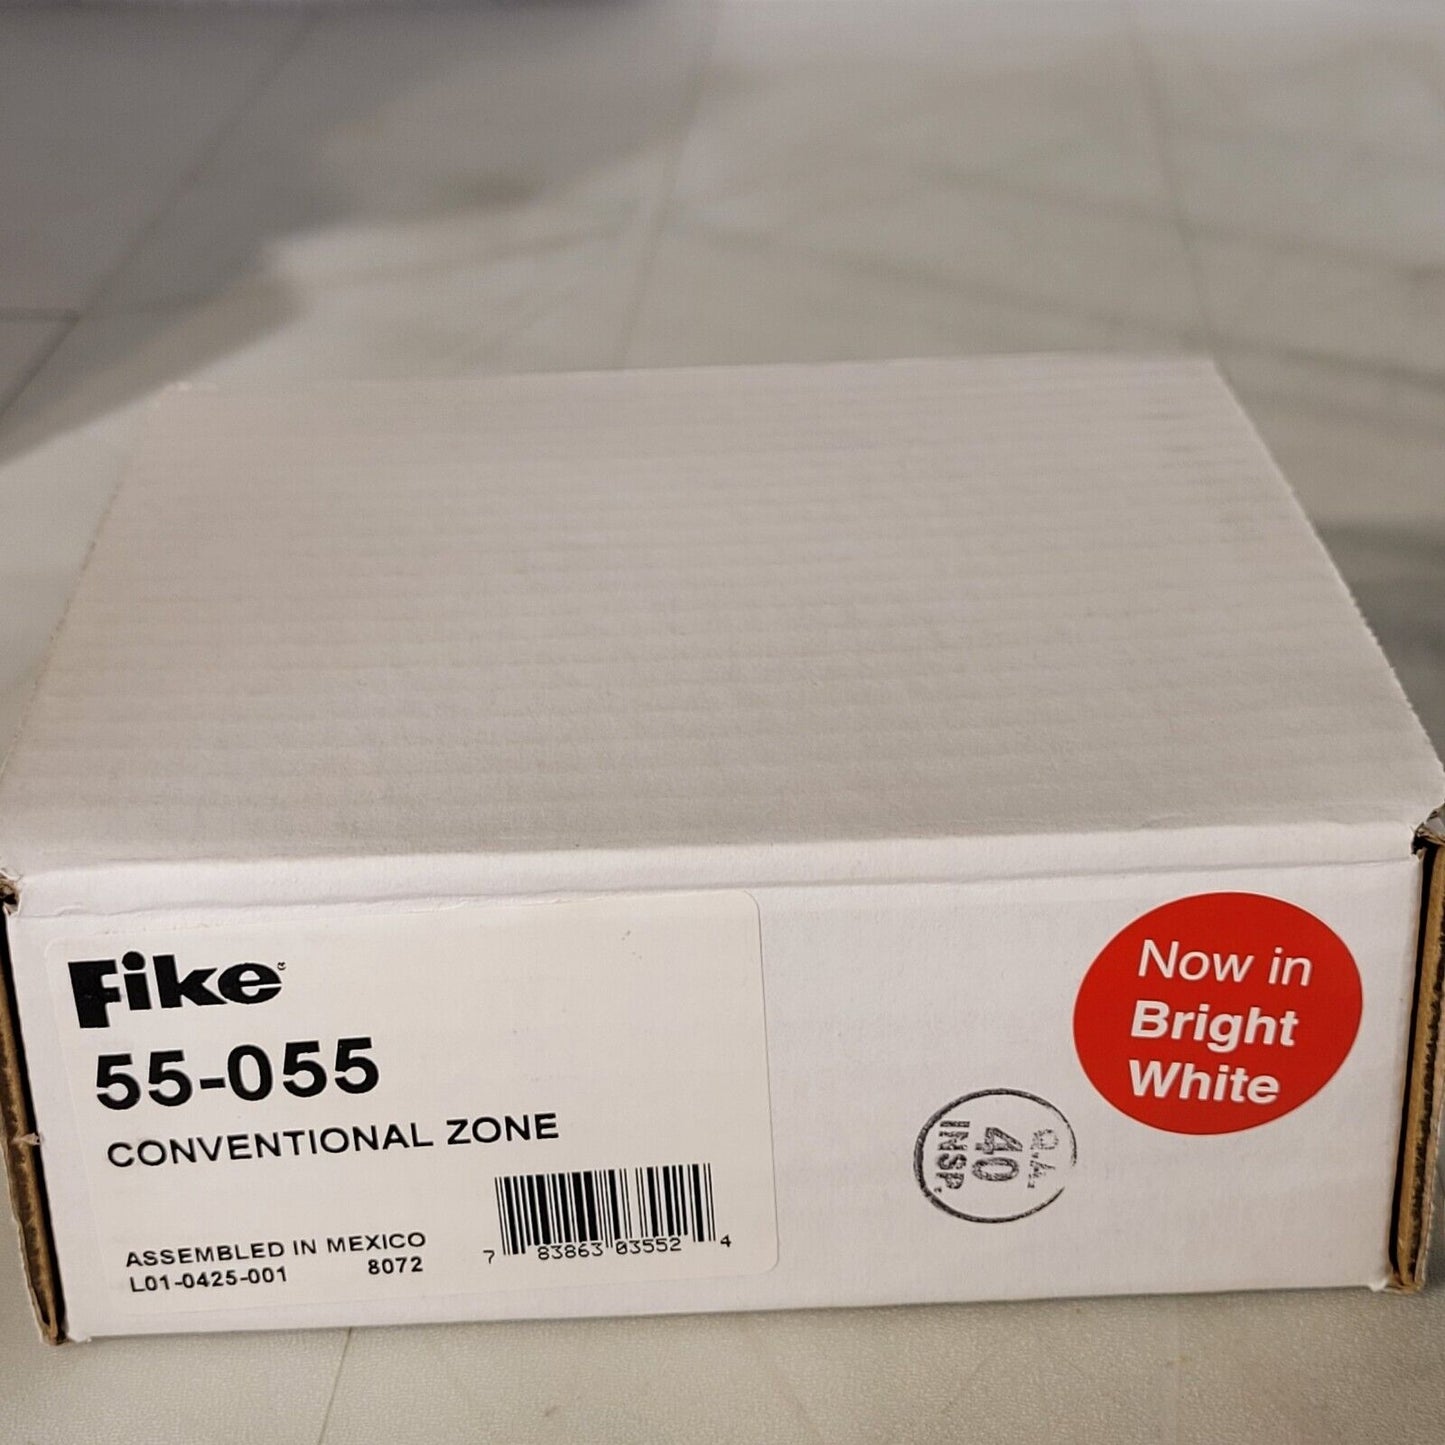 Fike®
55-055
CONVENTIONAL ZONE
ASSEMBLED IN MEXICO
L01-0425-001 8072
7 83863 03552 4
Now in
Bright
White
Q.A.
40
INSP.